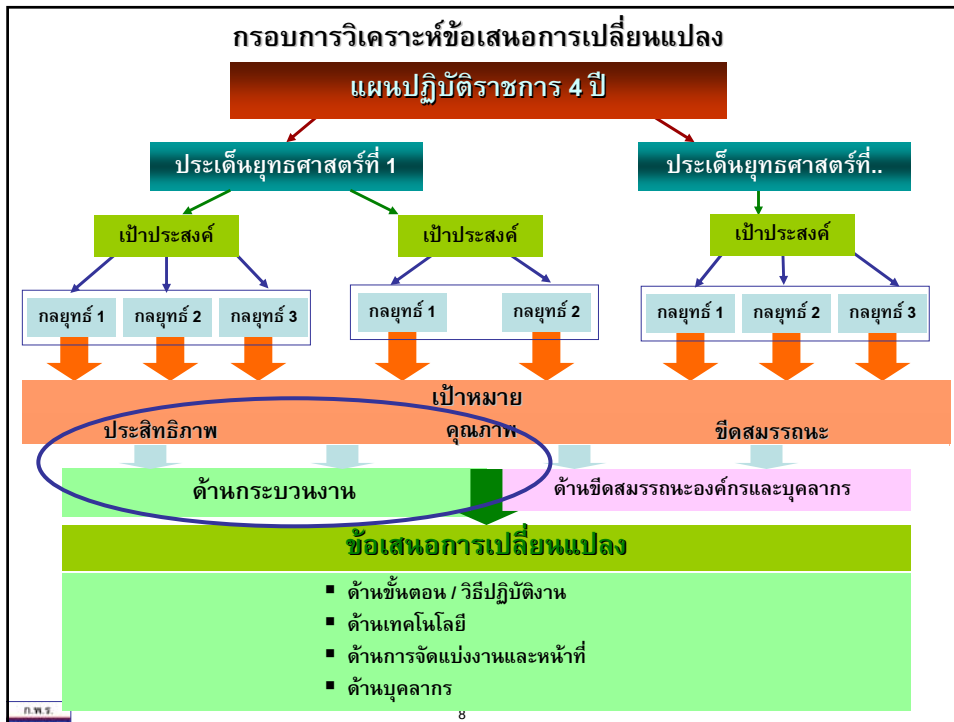 กรอบการวิเคราะห์ข้อเสนอการเปลี่ยนแปลง
แผนปฏิบัติราชการ 4 ปี
ประเด็นยุทธศาสตร์ที่ 1
ประเด็นยุทธศาสตร์ที่..
เป้าประสงค์
เป้าประสงค์
เป้าประสงค์
กลยุทธ์ 1
กลยุทธ์ 2
กลยุทธ์ 3
กลยุทธ์ 1
กลยุทธ์ 2
กลยุทธ์ 1
กลยุทธ์ 2
กลยุทธ์ 3
เป้าหมาย
ประสิทธิภาพ
คุณภาพ
ขีดสมรรถนะ
ด้านกระบวนงาน
ด้านขีดสมรรถนะองค์กรและบุคลากร
ข้อเสนอการเปลี่ยนแปลง
▪ ด้านขั้นตอน / วิธีปฏิบัติงาน
▪ ด้านเทคโนโลยี
▪ ด้านการจัดแบ่งงานและหน้าที่
▪ ด้านบุคลากร
ก.พ.ร.
8